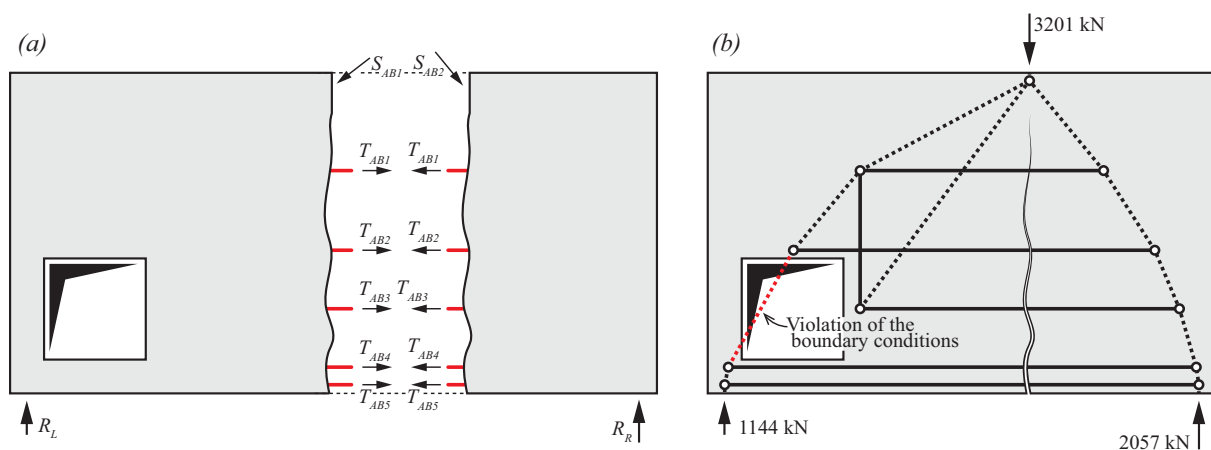 (a)
S_AB1 S_AB2
T_AB1 T_AB1
T_AB2 T_AB2
T_AB3 T_AB3
T_AB4 T_AB4
T_AB5 T_AB5
R_L
R_R
(b)
3201 kN
Violation of the
boundary conditions
1144 kN
2057 kN